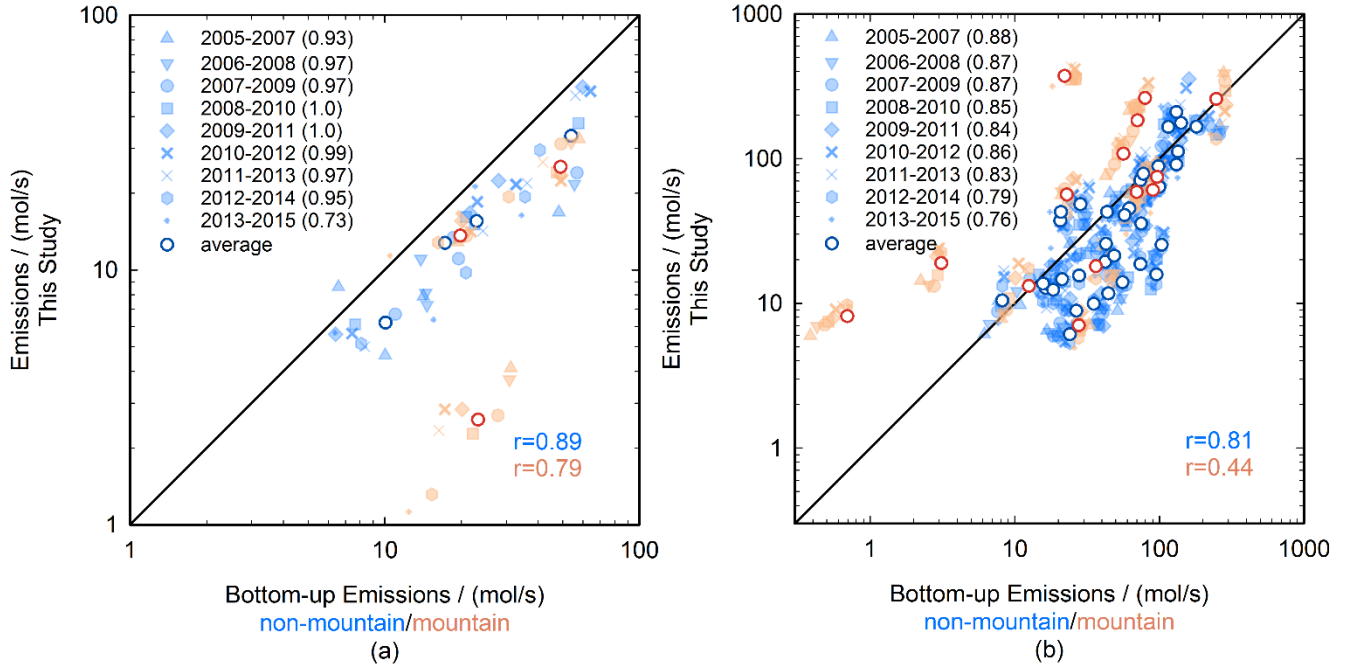 100
10
1
1
10
100
Emissions / (mol/s)
This Study
2005-2007 (0.93)
2006-2008 (0.97)
2007-2009 (0.97)
2008-2010 (1.0)
2009-2011 (1.0)
2010-2012 (0.99)
2011-2013 (0.97)
2012-2014 (0.95)
2013-2015 (0.73)
average
r=0.89
r=0.79
Bottom-up Emissions / (mol/s)
non-mountain/mountain
(a)
1000
100
10
1
1
10
100
1000
Emissions / (mol/s)
This Study
2005-2007 (0.88)
2006-2008 (0.87)
2007-2009 (0.87)
2008-2010 (0.85)
2009-2011 (0.84)
2010-2012 (0.86)
2011-2013 (0.83)
2012-2014 (0.79)
2013-2015 (0.76)
average
r=0.81
r=0.44
Bottom-up Emissions / (mol/s)
non-mountain/mountain
(b)